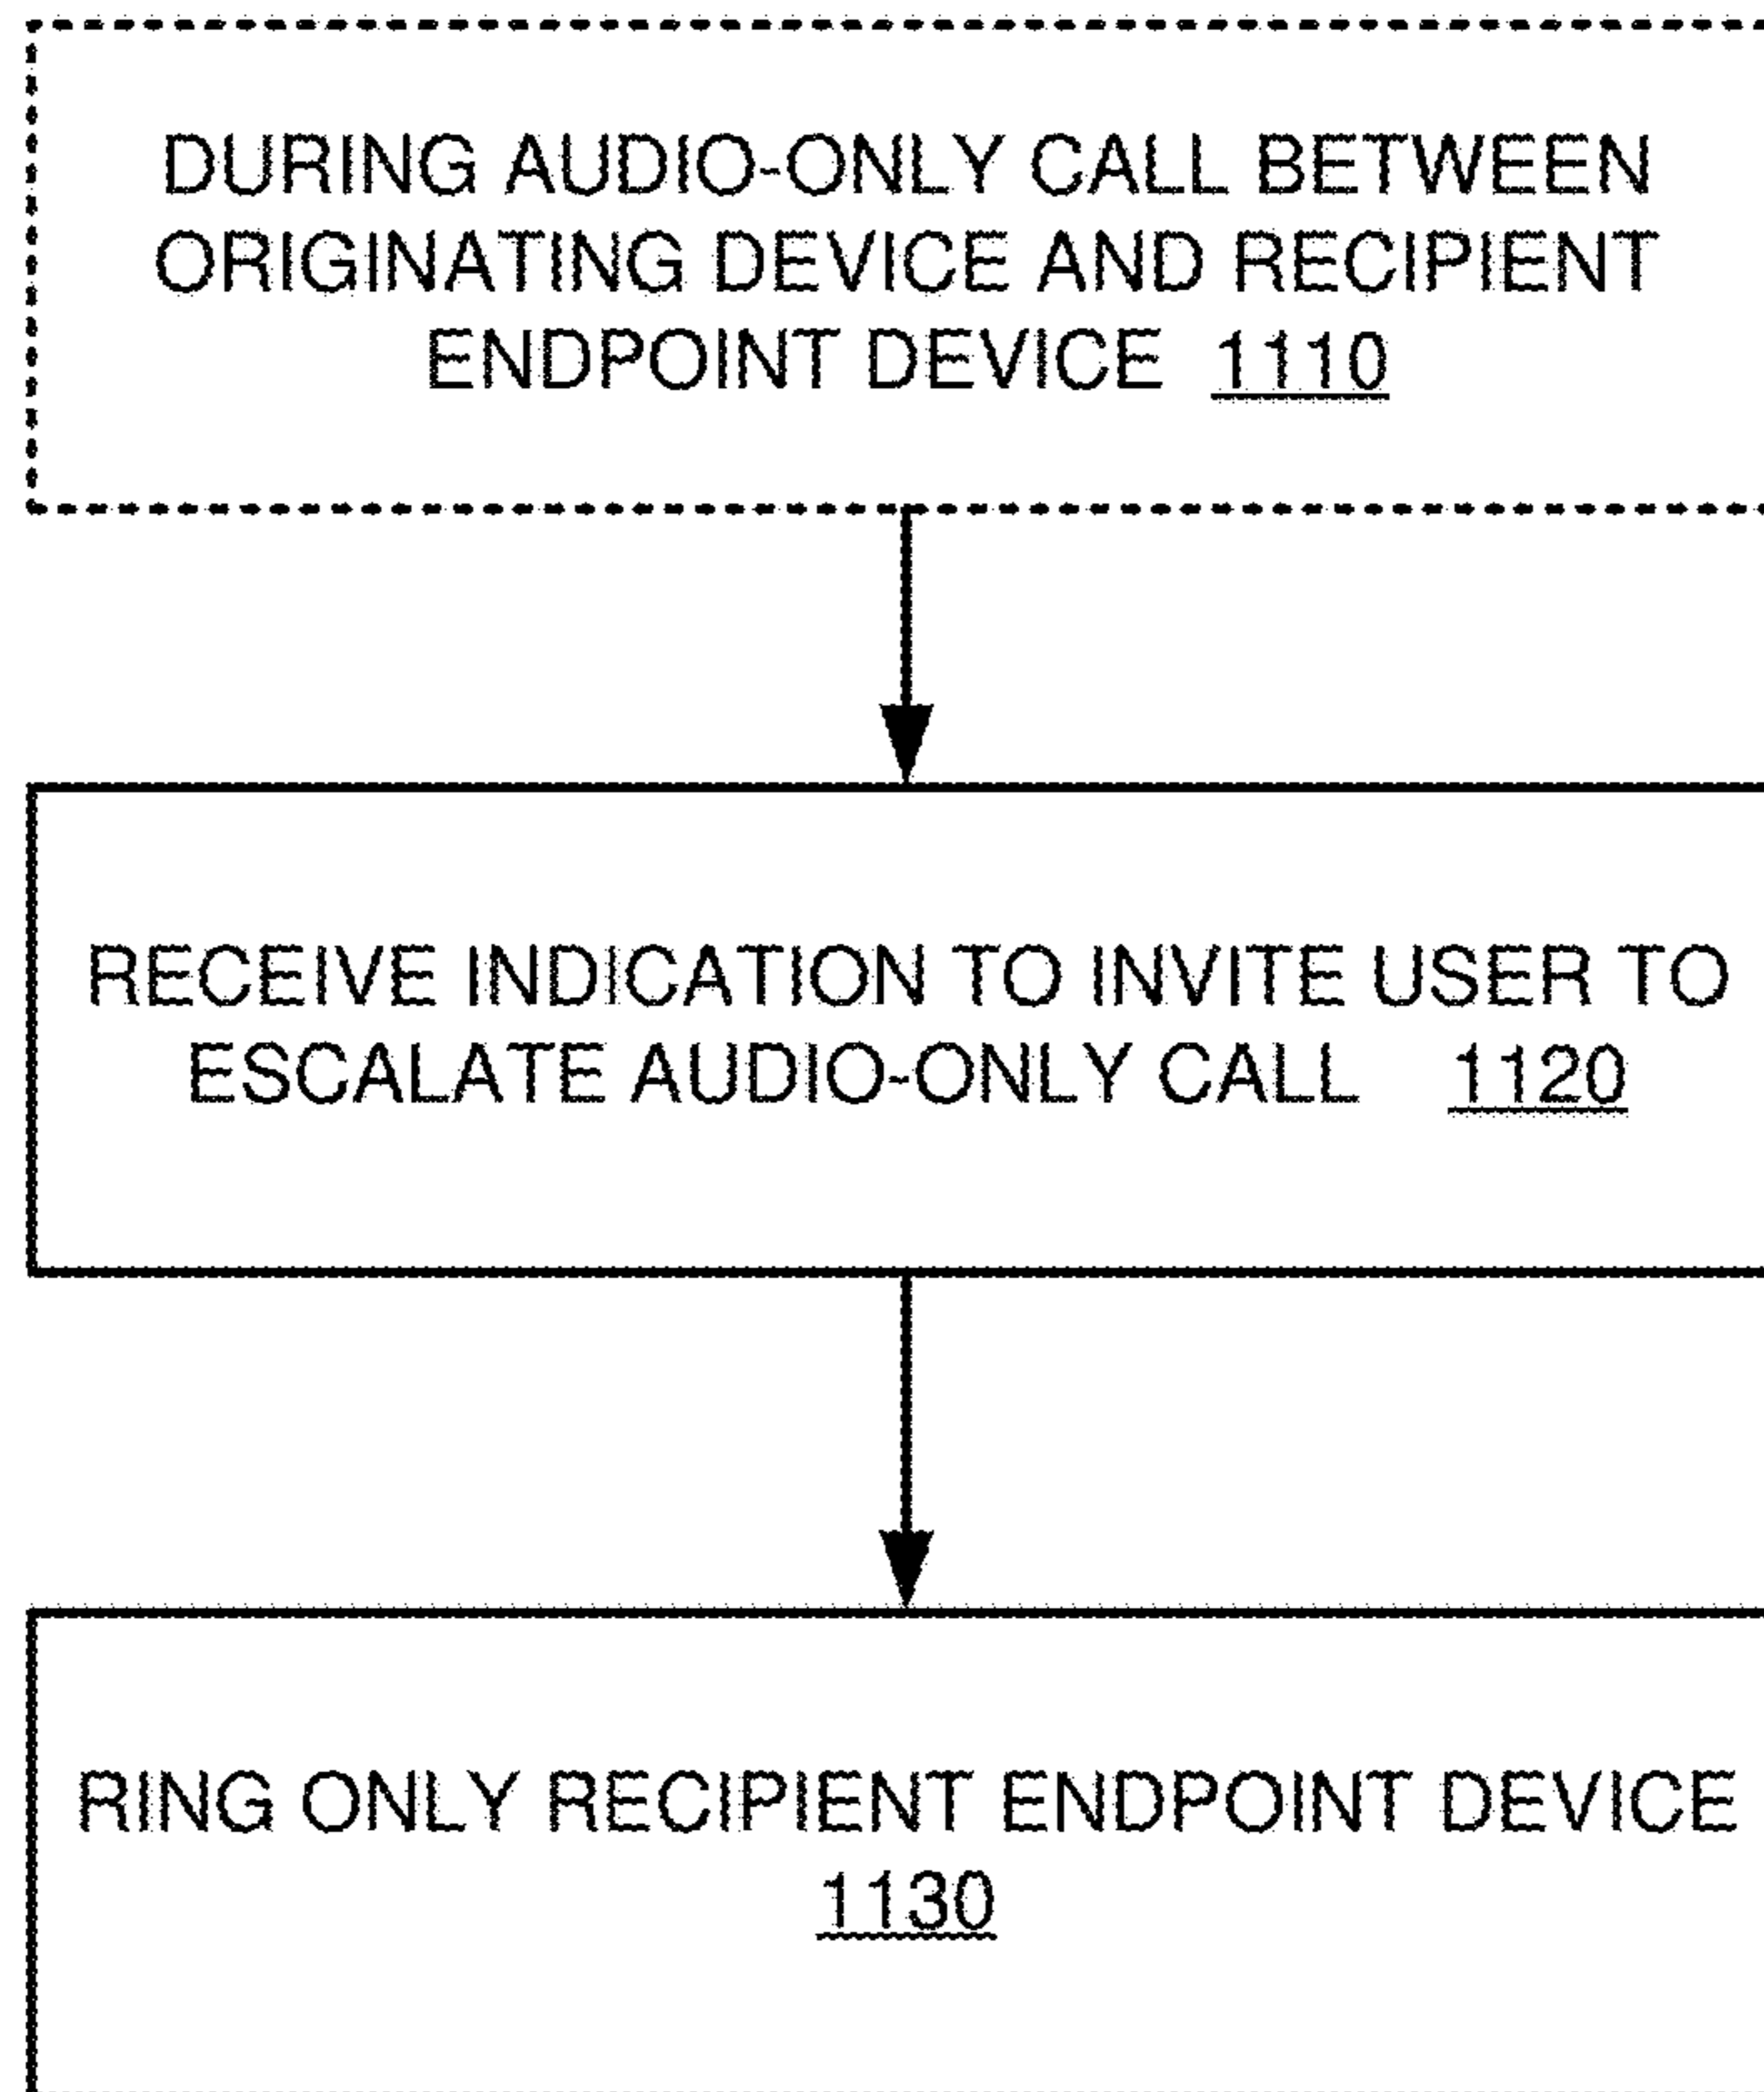 DURING AUDIO-ONLY CALL BETWEEN
ORIGINATING DEVICE AND RECIPIENT
ENDPOINT DEVICE 1110
RECEIVE INDICATION TO INVITE USER TO
ESCALATE AUDIO-ONLY CALL 1120
RING ONLY RECIPIENT ENDPOINT DEVICE
1130